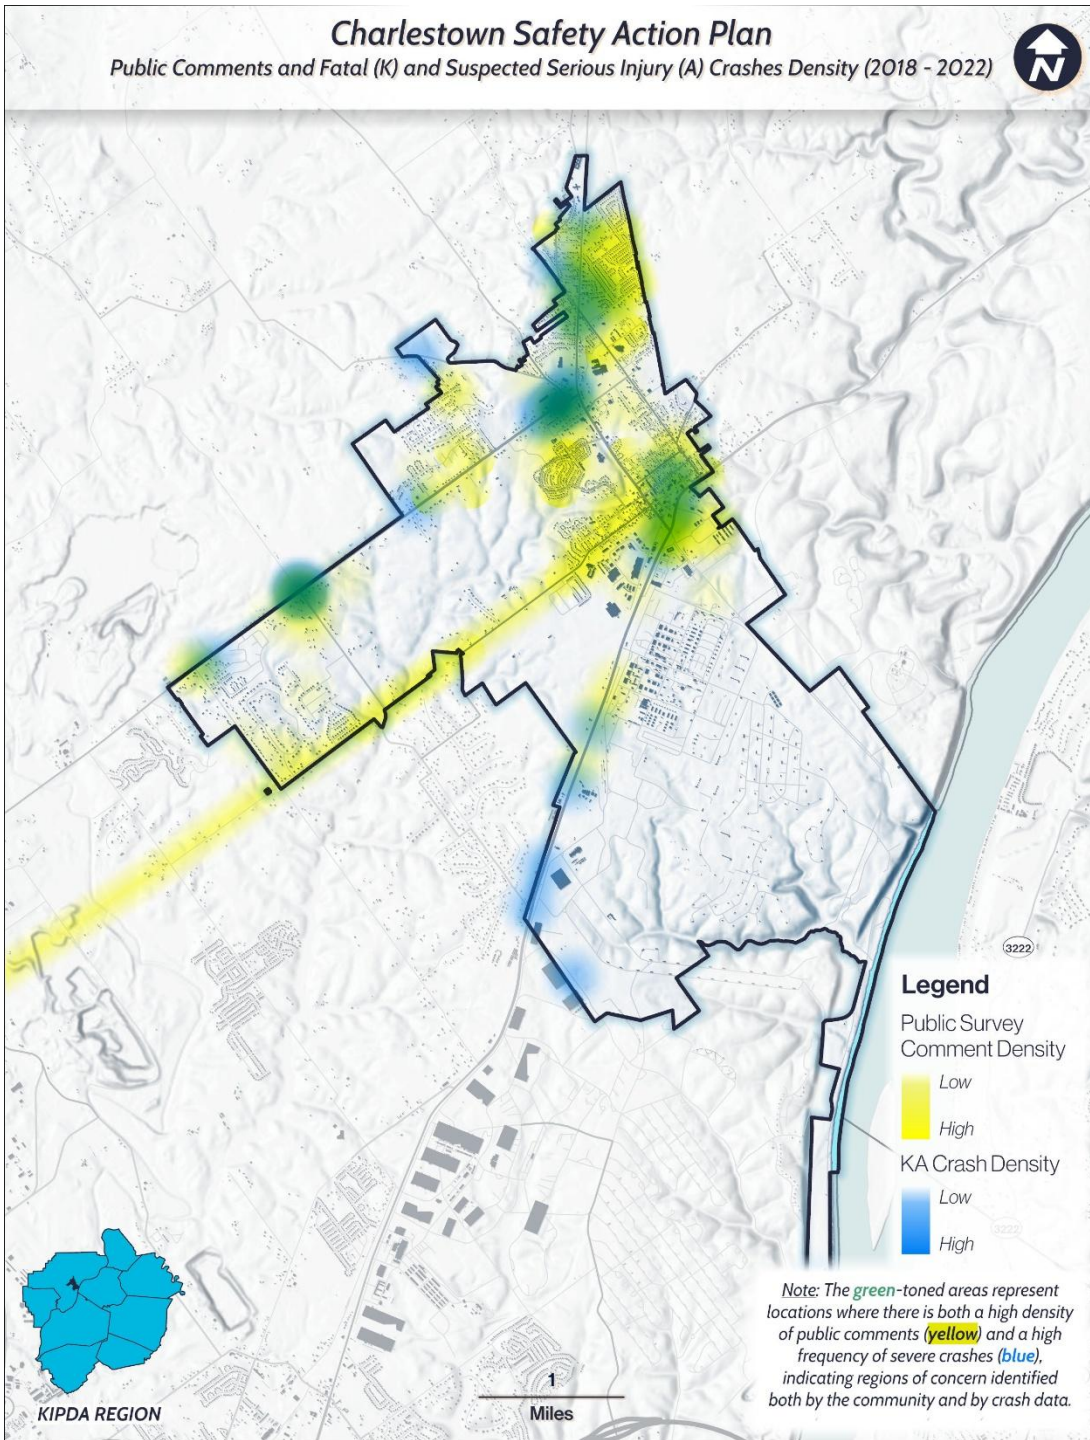 Charlestown Safety Action Plan
Public Comments and Fatal (K) and Suspected Serious Injury (A) Crashes Density (2018 - 2022)
N
3222
Legend
Public Survey
Comment Density
Low
High
KA Crash Density
Low
High
3222
Note: The green-toned areas represent
locations where there is both a high density
of public comments (yellow) and a high
frequency of severe crashes (blue),
indicating regions of concern identified
both by the community and by crash data.
1
Miles
KIPDA REGION